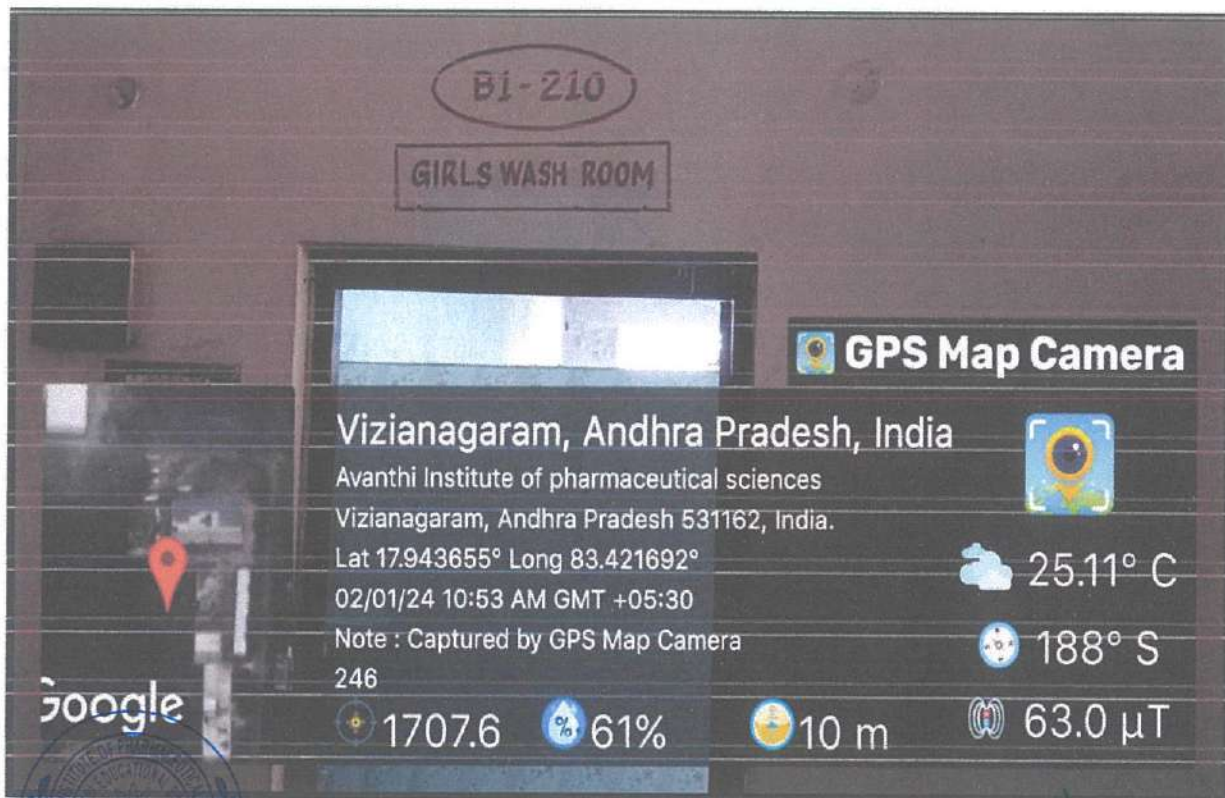 B1-210
GIRLS WASH ROOM
GPS Map Camera
Vizianagaram, Andhra Pradesh, India
Avanthi Institute of pharmaceutical sciences
Vizianagaram, Andhra Pradesh 531162, India.
Lat 17.943655° Long 83.421692°
02/01/24 10:53 AM GMT +05:30
Note : Captured by GPS Map Camera
246
25.11° C
188° S
Google
1707.6
61%
10 m
63.0 µT